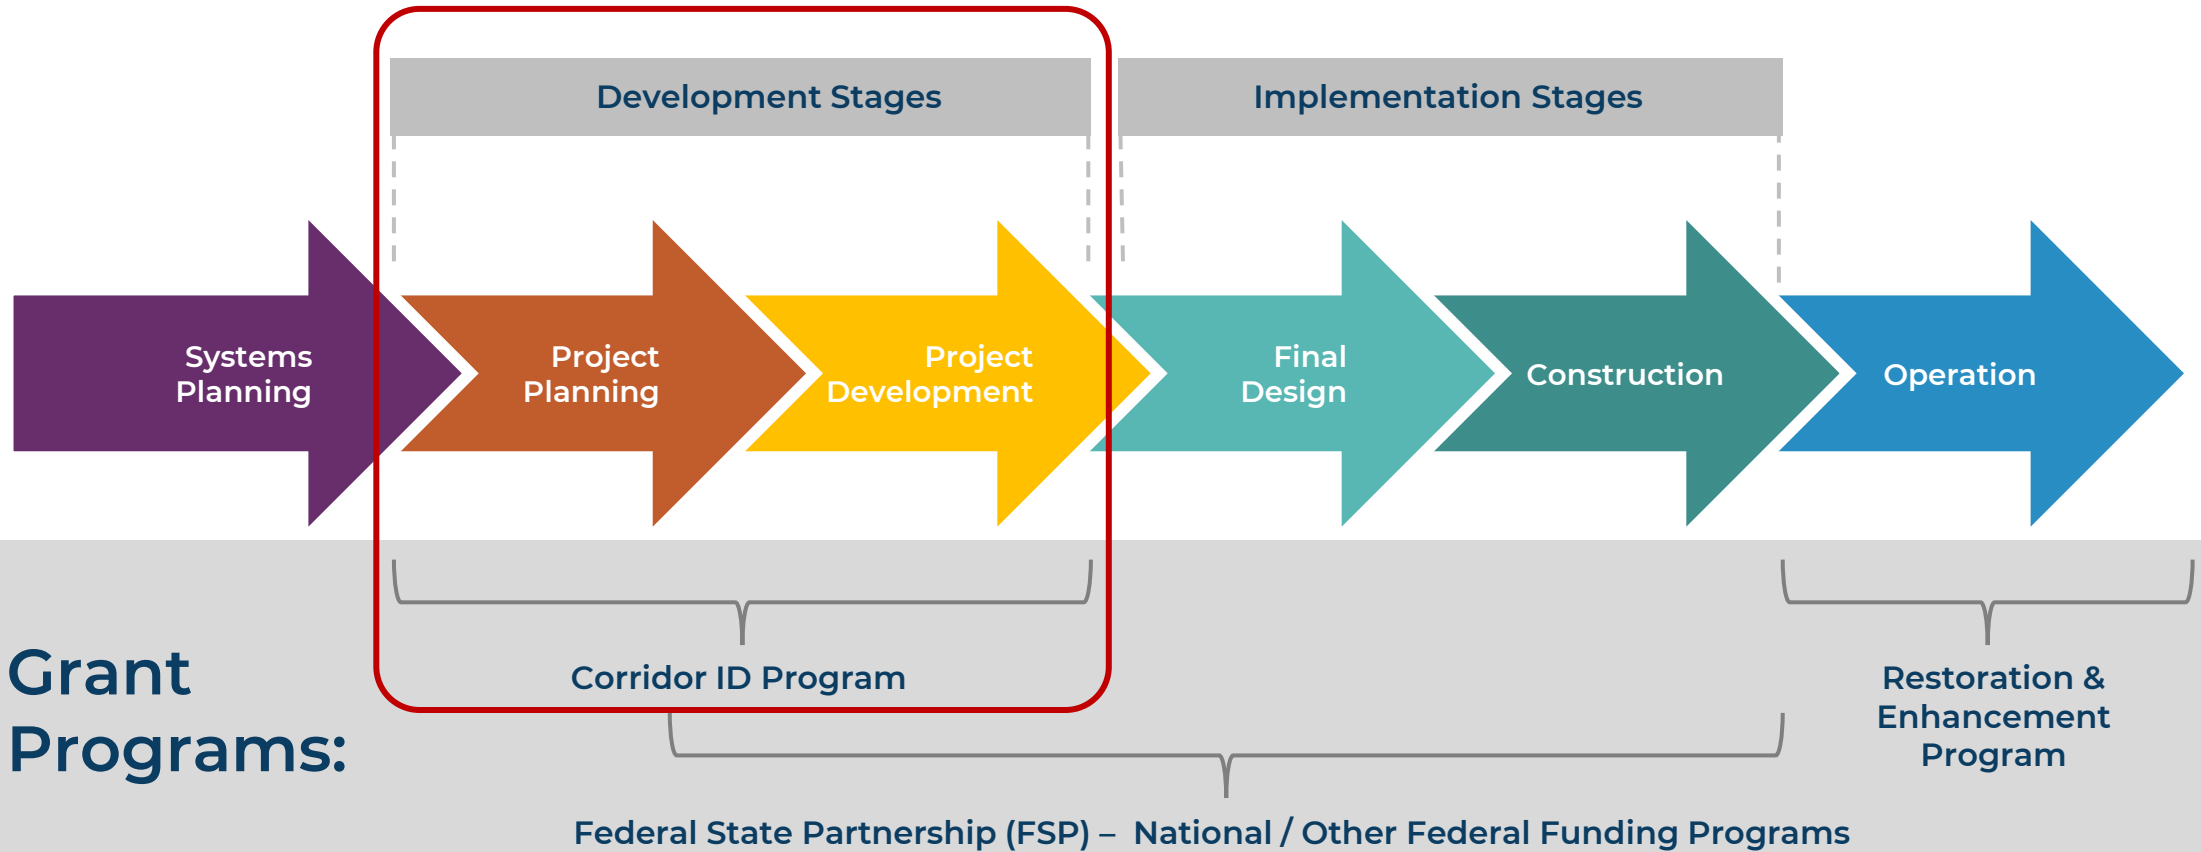 Development Stages
Implementation Stages
Systems
Planning
Project
Planning
Project
Development
Final
Design
Construction
Operation
Grant
Programs:
Corridor ID Program
Restoration &
Enhancement
Program
Federal State Partnership (FSP) – National / Other Federal Funding Programs